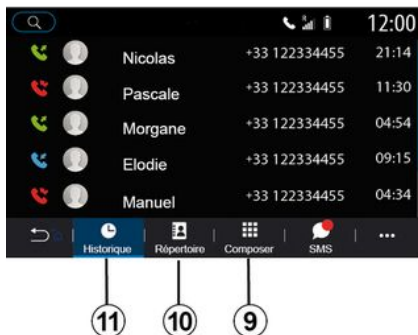 12:00
Nicolas +33 122334455 21:14
Pascale +33 122334455 11:30
Morgane +33 122334455 04:54
Elodie +33 122334455 09:15
Manuel +33 122334455 04:34
Historique Répertoire Composer SMS ...
11 10 9